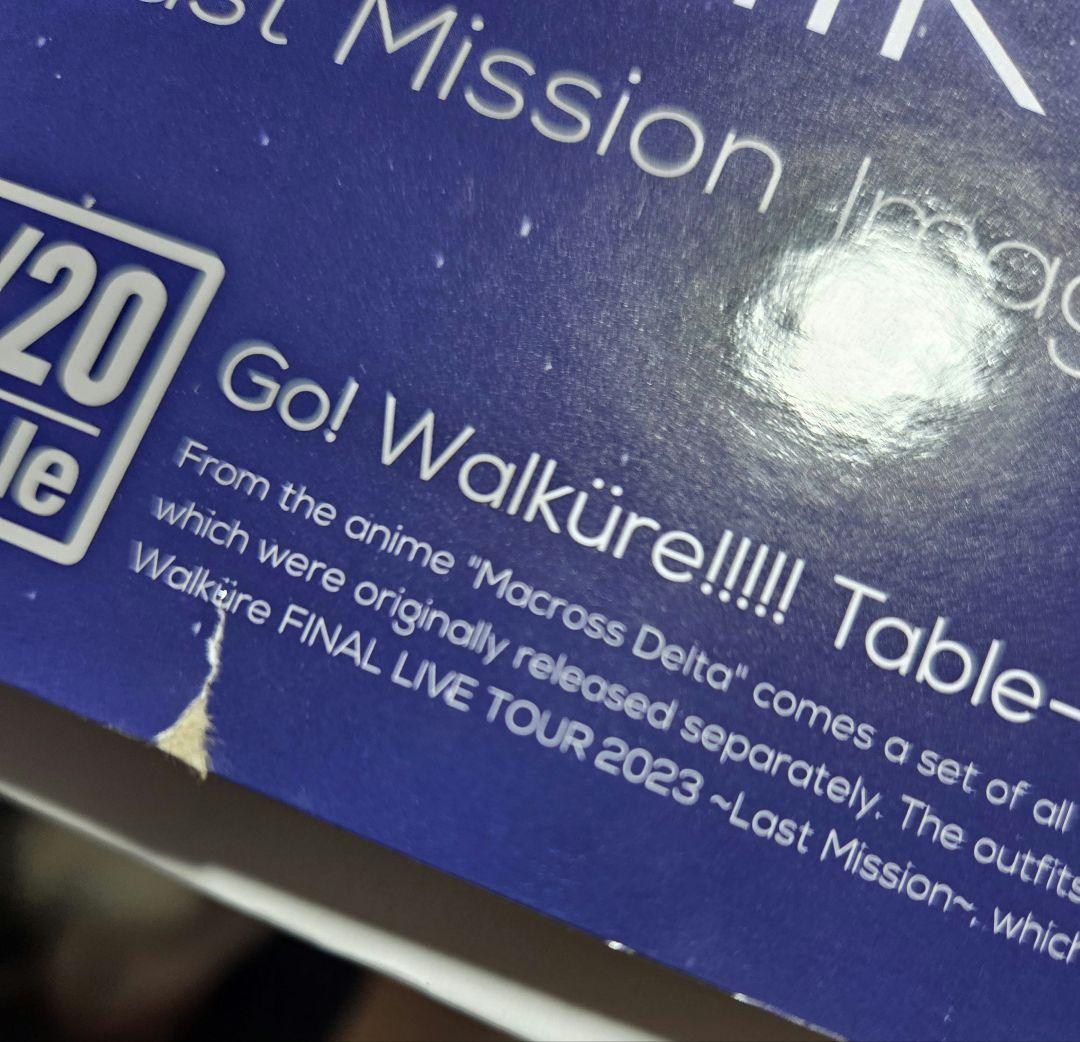 Mission Imag
/20
le
Go! Walküre!!!!! Table-
From the anime "Macross Delta" comes a set of all
which were originally released separately. The outfits
Walküre FINAL LIVE TOUR 2023 ~Last Mission~, which